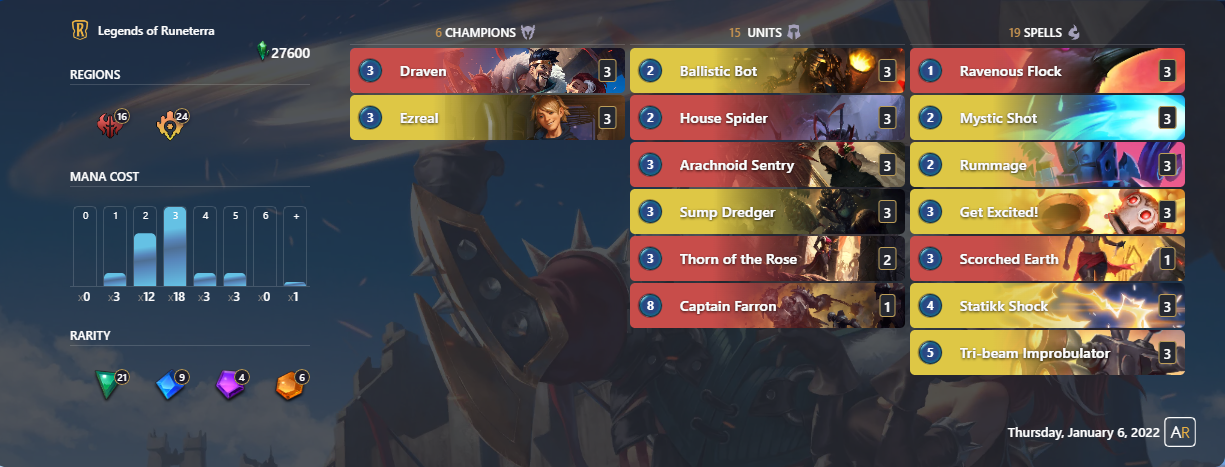 Legends of Runeterra
27600
REGIONS
16
24
MANA COST
0 1 2 3 4 5 6 +
x0 x3 x12 x18 x3 x3 x0 x1
RARITY
21
9
4
6
6 CHAMPIONS
3 Draven 3
3 Ezreal 3
15 UNITS
2 Ballistic Bot 3
2 House Spider 3
3 Arachnoid Sentry 3
3 Sump Dredger 3
3 Thorn of the Rose 2
8 Captain Farron 1
19 SPELLS
1 Ravenous Flock 3
2 Mystic Shot 3
2 Rummage 3
3 Get Excited! 3
3 Scorched Earth 1
4 Statikk Shock 3
5 Tri-beam Improbulator 3
Thursday, January 6, 2022 AR